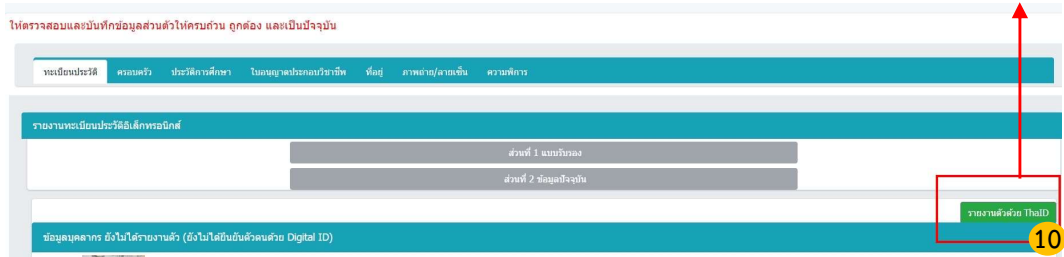 ให้ตรวจสอบและบันทึกข้อมูลส่วนตัวให้ครบถ้วน ถูกต้อง และเป็นปัจจุบัน
ทะเบียนประวัติ ครอบครัว ประวัติการศึกษา ใบอนุญาตประกอบวิชาชีพ ที่อยู่ ภาพถ่าย/ลายเซ็น ความพิการ
รายงานทะเบียนประวัติอิเล็กทรอนิกส์
ส่วนที่ 1 แบบรับรอง
ส่วนที่ 2 ข้อมูลปัจจุบัน
รายงานตัวด้วย ThaID
ข้อมูลบุคลากร ยังไม่ได้รายงานตัว (ยังไม่ได้ยืนยันตัวตนด้วย Digital ID)
10